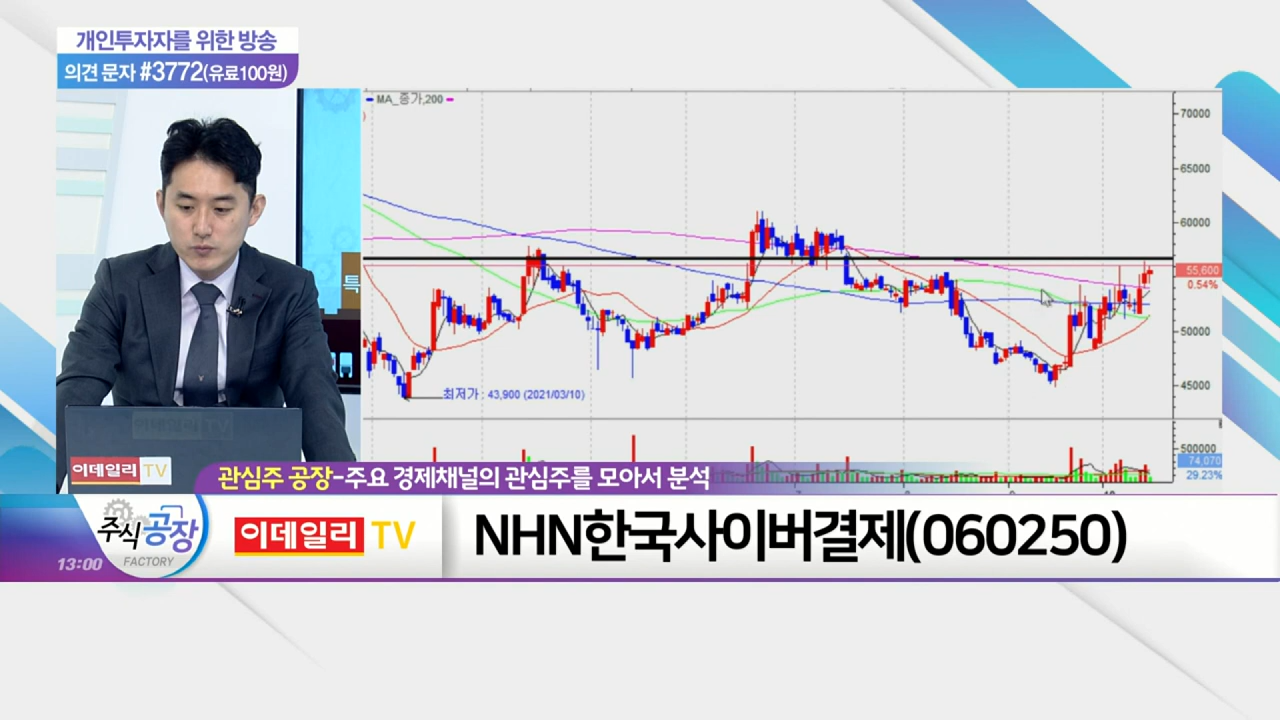 개인투자자를 위한 방송
의견 문자 #3772(유료100원)
MA_종가,200
70000
65000
60000
55,600
0.54%
50000
45000
최저가 : 43,900 (2021/03/10)
특
500000
74,070
29.23%
이데일리 TV
관심주 공장-주요 경제채널의 관심주를 모아서 분석
주식공장
FACTORY
13:00
이데일리 TV
NHN한국사이버결제(060250)